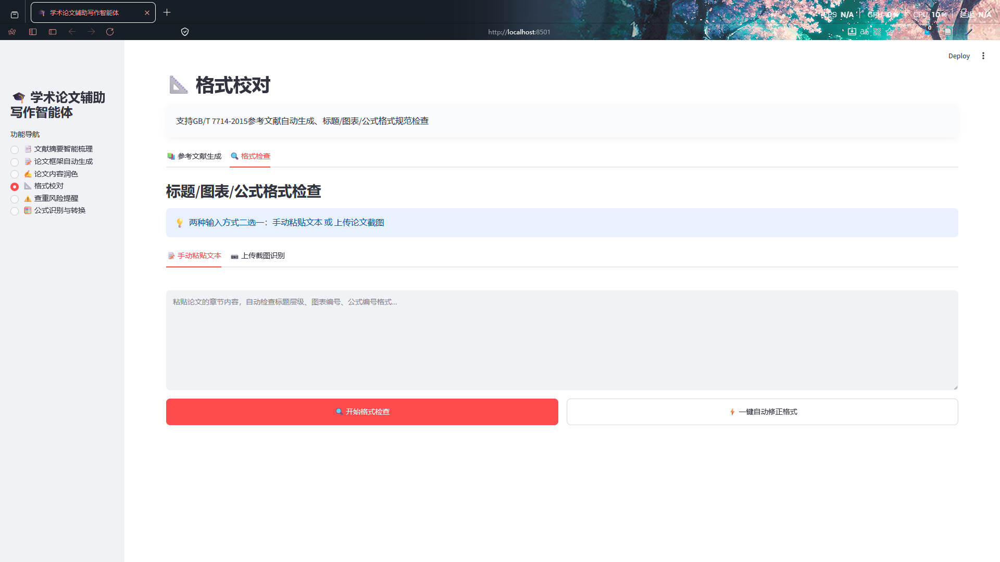 学术论文辅助写作智能体
FPS N/A GPU 0% CPU 10% 延迟 N/A
http://localhost:8501
0
Deploy
学术论文辅助
写作智能体
功能导航
文献摘要智能梳理
论文框架自动生成
论文内容润色
格式校对
查重风险提醒
公式识别与转换
格式校对
支持GB/T 7714-2015参考文献自动生成、标题/图表/公式格式规范检查
参考文献生成 格式检查
标题/图表/公式格式检查
两种输入方式二选一：手动粘贴文本 或 上传论文截图
手动粘贴文本 上传截图识别
粘贴论文的章节内容，自动检查标题层级、图表编号、公式编号格式...
开始格式检查 一键自动修正格式